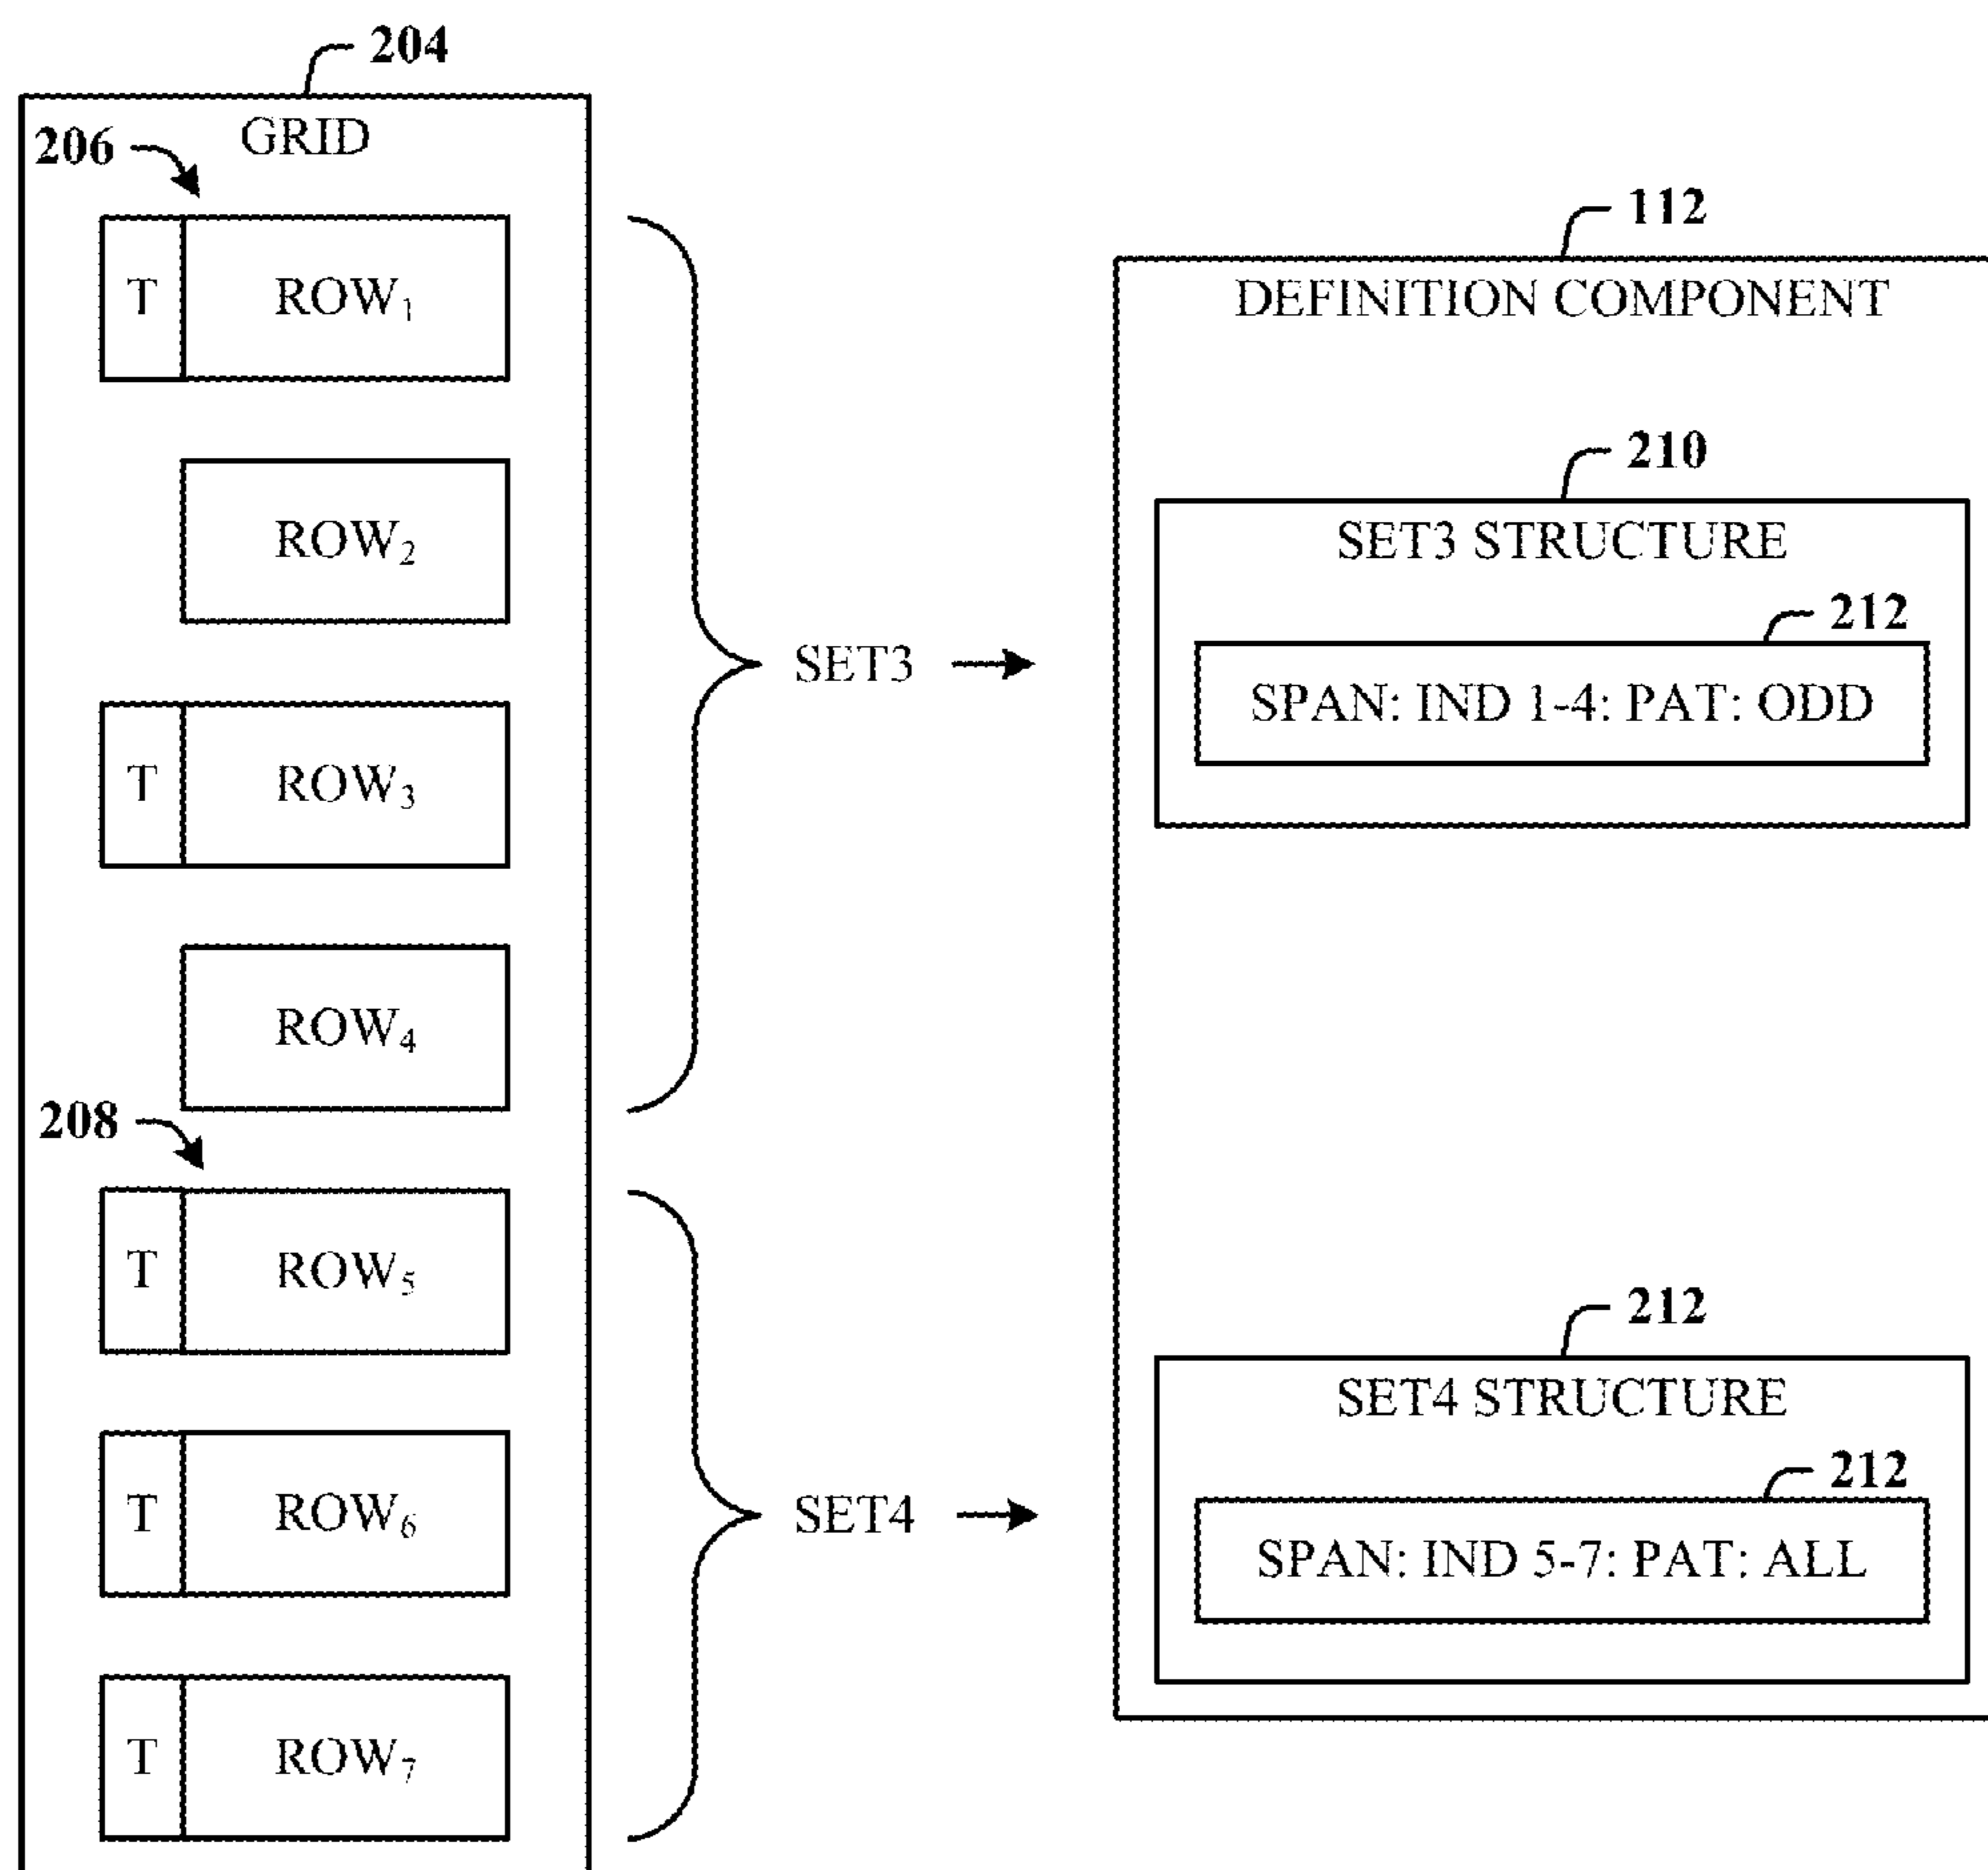 204
GRID
206
T ROW1
ROW2
T ROW3
ROW4
208
T ROW5
T ROW6
T ROW7
SET3
SET4
112
DEFINITION COMPONENT
210
SET3 STRUCTURE
212
SPAN: IND 1-4: PAT: ODD
212
SET4 STRUCTURE
212
SPAN: IND 5-7: PAT: ALL